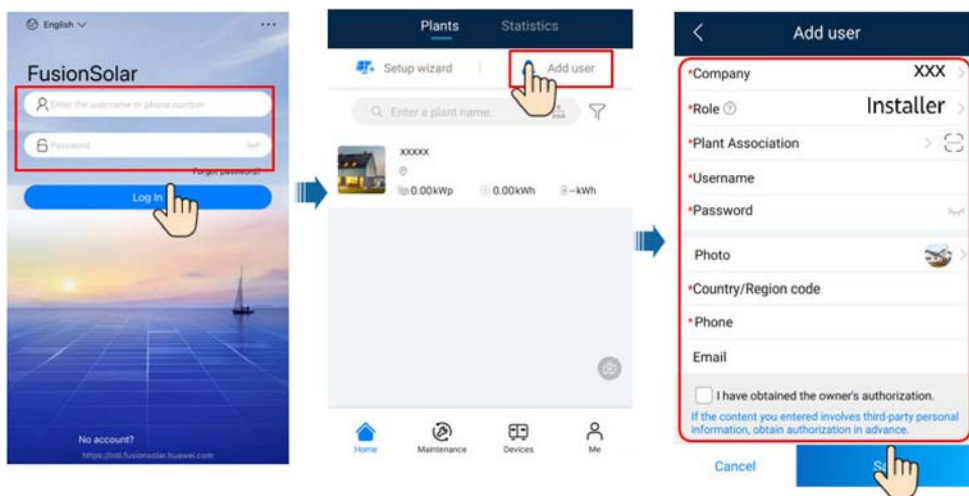 English
...
FusionSolar
Enter the username or phone number
Password
Forgot password?
Log In
No account?
https://intl.fusionsolar.huawei.com
Plants
Statistics
Setup wizard
Add user
Enter a plant name.
xxxxx
0.00kWp
0.00kWh
--kWh
Home
Maintenance
Devices
Me
Add user
*Company
XXX
*Role
Installer
*Plant Association
*Username
*Password
Photo
*Country/Region code
*Phone
Email
I have obtained the owner's authorization.
If the content you entered involves third-party personal
information, obtain authorization in advance.
Cancel